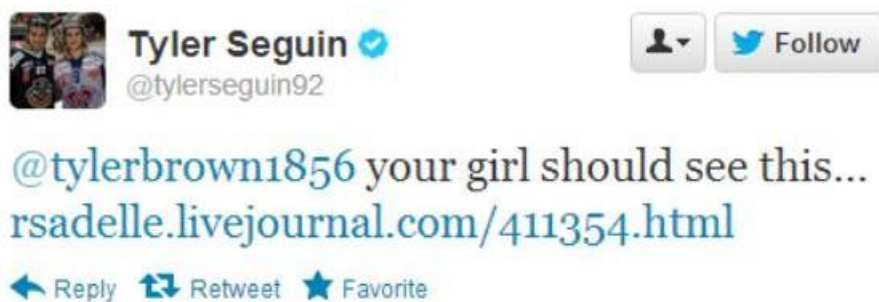 Tyler Seguin
@tylerseguin92
Follow
@tylerbrown1856 your girl should see this...
rsadelle.livejournal.com/411354.html
Reply Retweet Favorite